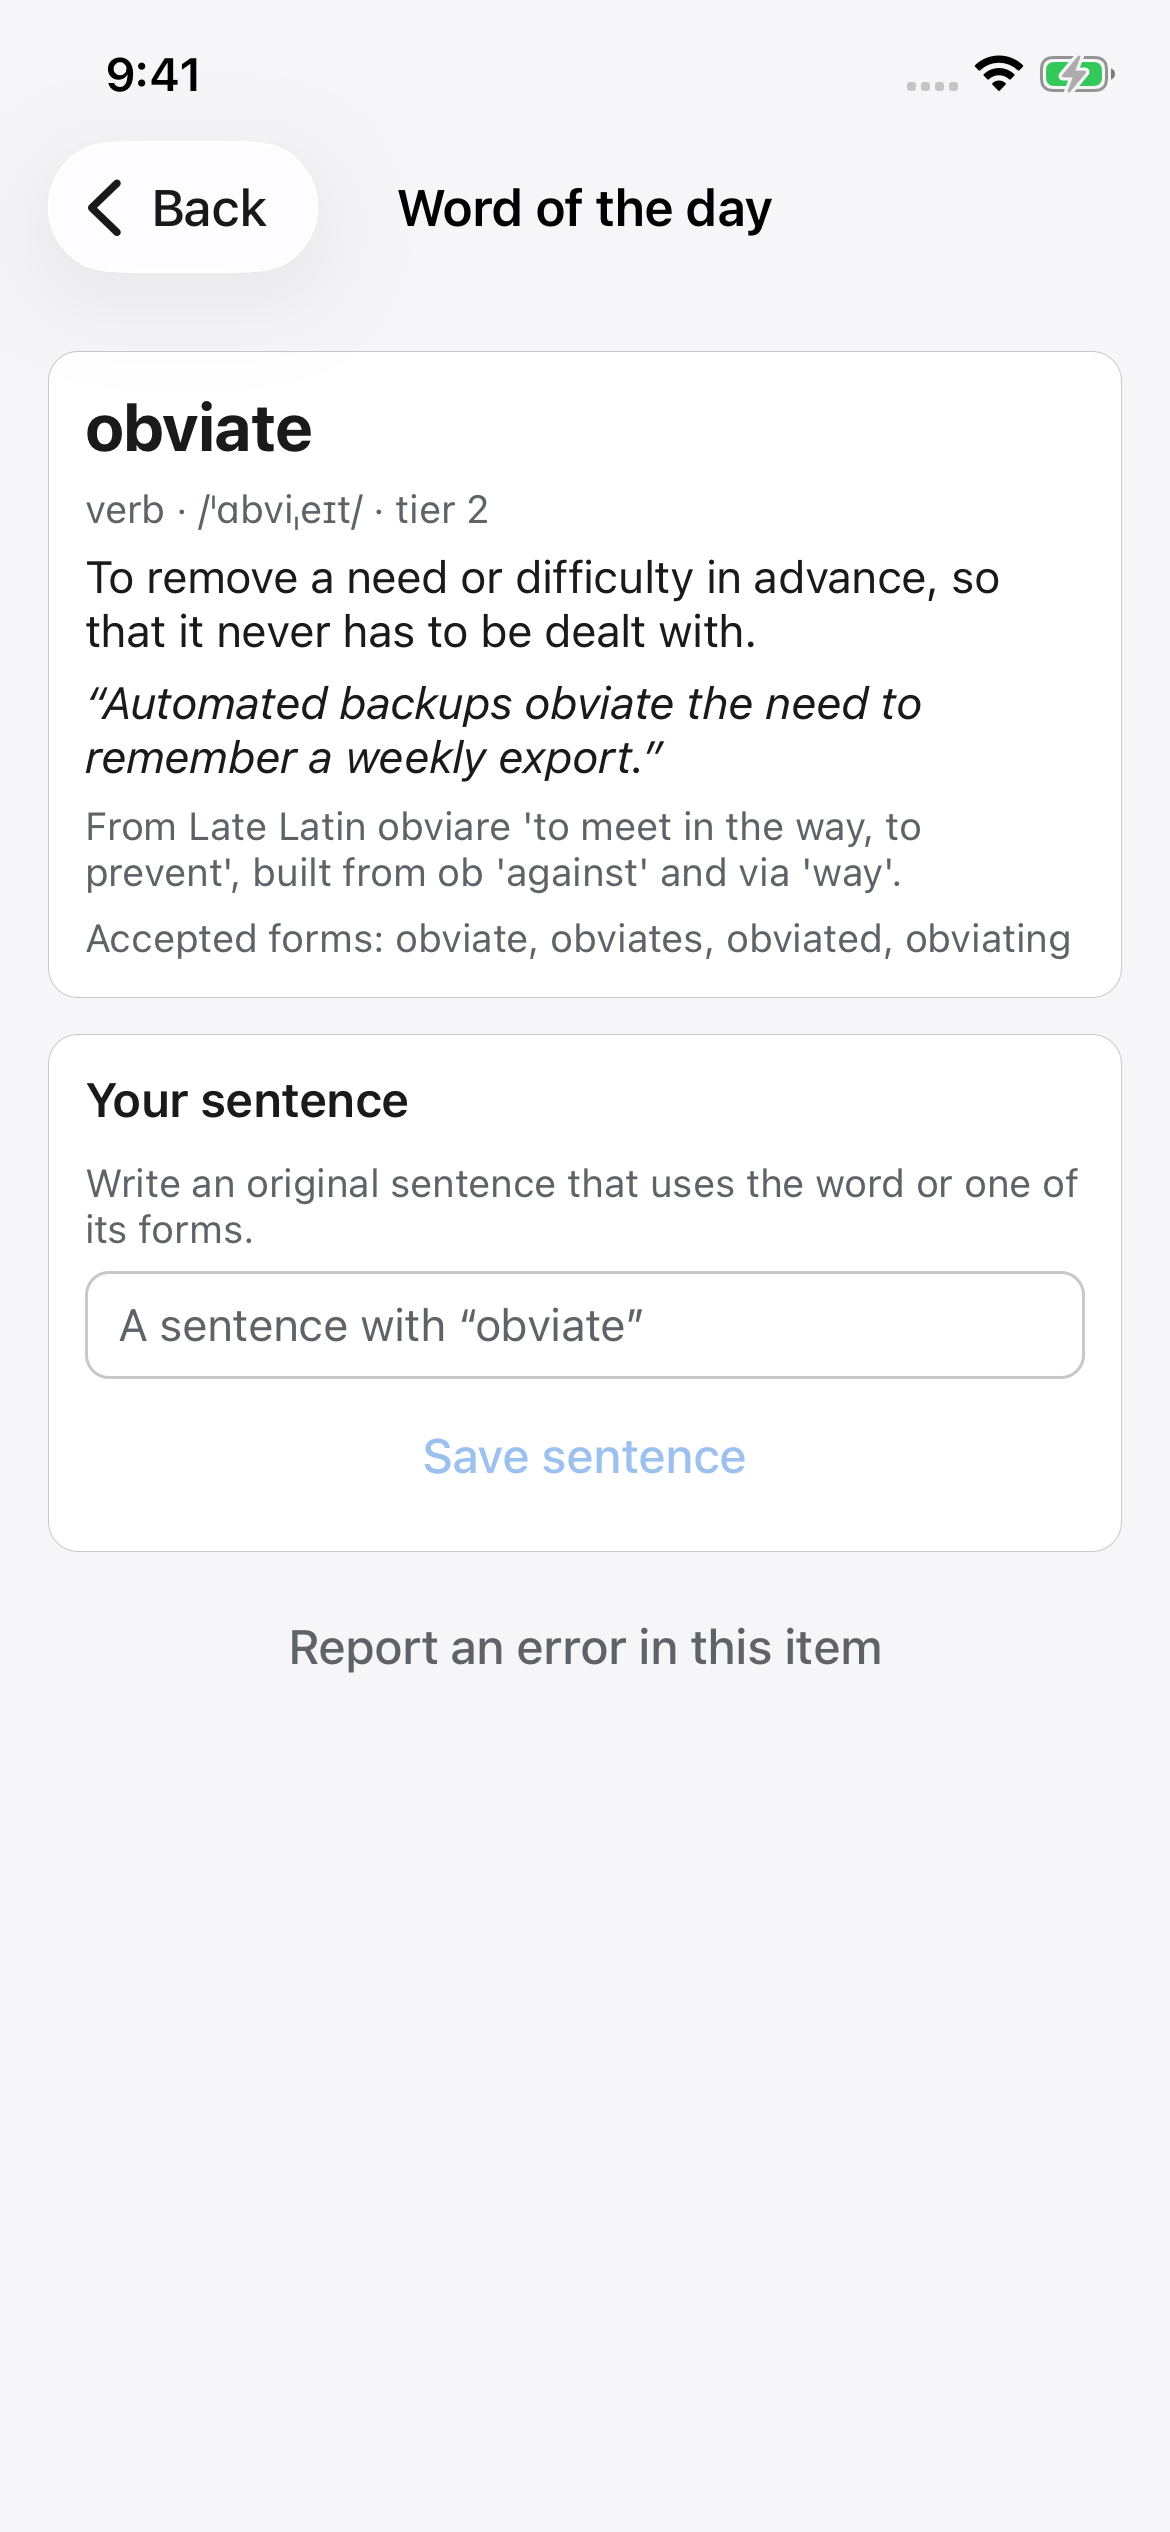 9:41
Back
Word of the day
obviate
verb · /ˈɑbviˌeɪt/ · tier 2
To remove a need or difficulty in advance, so
that it never has to be dealt with.
“Automated backups obviate the need to
remember a weekly export.”
From Late Latin obviare 'to meet in the way, to
prevent', built from ob 'against' and via 'way'.
Accepted forms: obviate, obviates, obviated, obviating
Your sentence
Write an original sentence that uses the word or one of
its forms.
A sentence with “obviate”
Save sentence
Report an error in this item